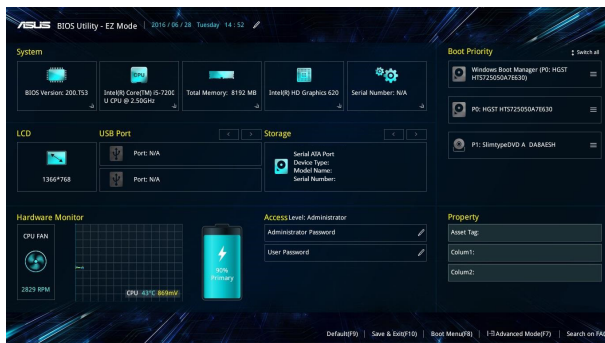 ASUS BIOS Utility - EZ Mode 2016 / 06 / 28 Tuesday 14 : 52
System
BIOS Version: 200.T53
CPU
Intel(R) Core(TM) i5-7200
U CPU @ 2.50GHz
Total Memory: 8192 MB
Intel(R) HD Graphics 620
Serial Number: N/A
Boot Priority
Switch all
Windows Boot Manager (P0: HGST
HTS725050A7E630)
P0: HGST HTS725050A7E630
P1: SlimtypeDVD A DA8AESH
LCD
1366*768
USB Port
Port: N/A
Port: N/A
Storage
Serial ATA Port
Device Type:
Model Name:
Serial Number:
Hardware Monitor
CPU FAN
2829 RPM
CPU 43°C 869mV
90%
Primary
Access Level: Administrator
Administrator Password
User Password
Property
Asset Tag:
Colum1:
Colum2:
Default(F9) | Save & Exit(F10) | Boot Menu(F8) | Advanced Mode(F7) | Search on FAQ